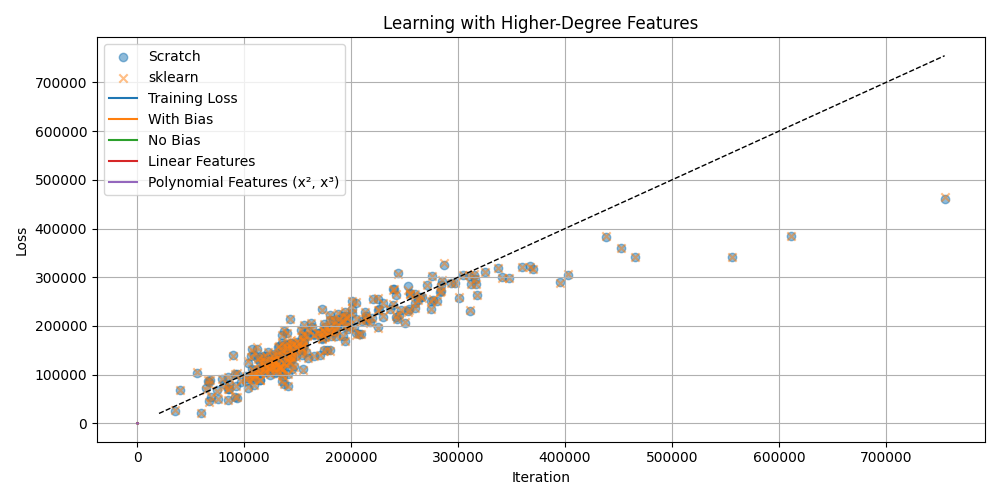 Learning with Higher-Degree Features
Scratch
sklearn
Training Loss
With Bias
No Bias
Linear Features
Polynomial Features (x², x³)
Loss
700000
600000
500000
400000
300000
200000
100000
0
0 100000 200000 300000 400000 500000 600000 700000
Iteration